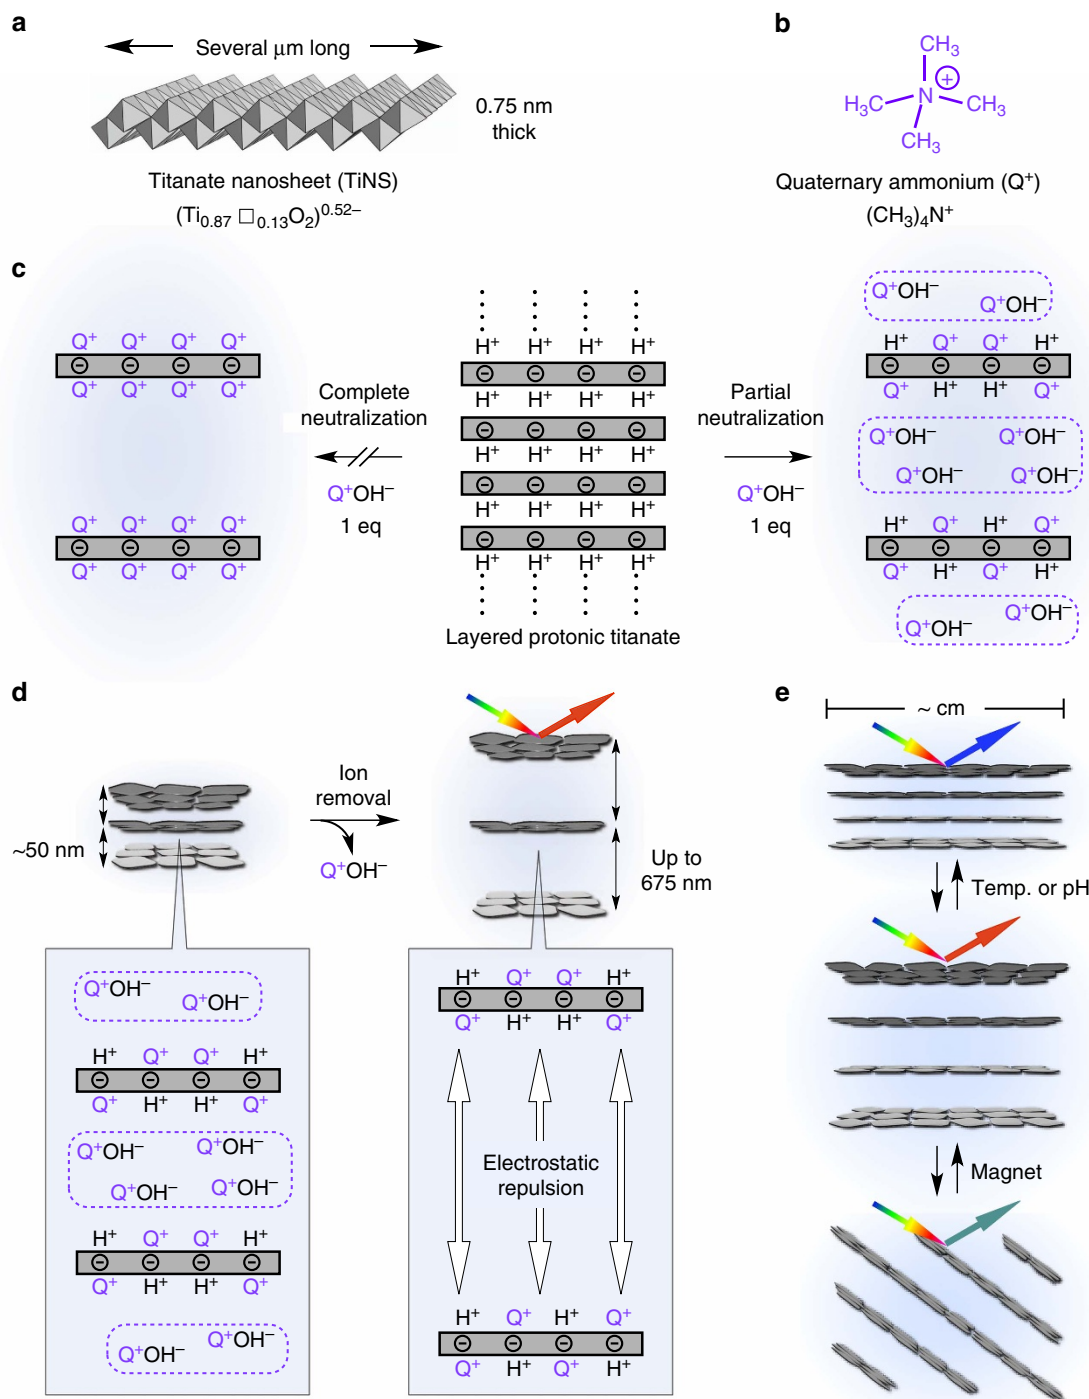 a
Several μm long
0.75 nm
thick
Titanate nanosheet (TiNS)
(Ti0.87 □0.13O2)0.52–
b
CH3
H3C
N
+
CH3
CH3
Quaternary ammonium (Q+)
(CH3)4N+
c
Q+ Q+ Q+ Q+
– – – –
Q+ Q+ Q+ Q+
Q+ Q+ Q+ Q+
– – – –
Q+ Q+ Q+ Q+
Complete
neutralization
Q+OH–
1 eq
H+ H+ H+ H+
– – – –
H+ H+ H+ H+
– – – –
H+ H+ H+ H+
– – – –
H+ H+ H+ H+
– – – –
H+ H+ H+ H+
Layered protonic titanate
Partial
neutralization
Q+OH–
1 eq
Q+OH–
Q+OH–
H+ Q+ Q+ H+
– – – –
Q+ H+ H+ Q+
Q+OH– Q+OH–
Q+OH– Q+OH–
H+ Q+ H+ Q+
– – – –
Q+ H+ Q+ H+
Q+OH–
Q+OH–
d
~50 nm
Ion
removal
Q+OH–
Up to
675 nm
Q+OH–
Q+OH–
H+ Q+ Q+ H+
– – – –
Q+ H+ H+ Q+
Q+OH– Q+OH–
Q+OH– Q+OH–
H+ Q+ Q+ H+
– – – –
Q+ H+ H+ Q+
Q+OH–
Q+OH–
H+ Q+ Q+ H+
– – – –
Q+ H+ H+ Q+
Electrostatic
repulsion
H+ Q+ H+ Q+
– – – –
Q+ H+ Q+ H+
e
~ cm
Temp. or pH
Magnet